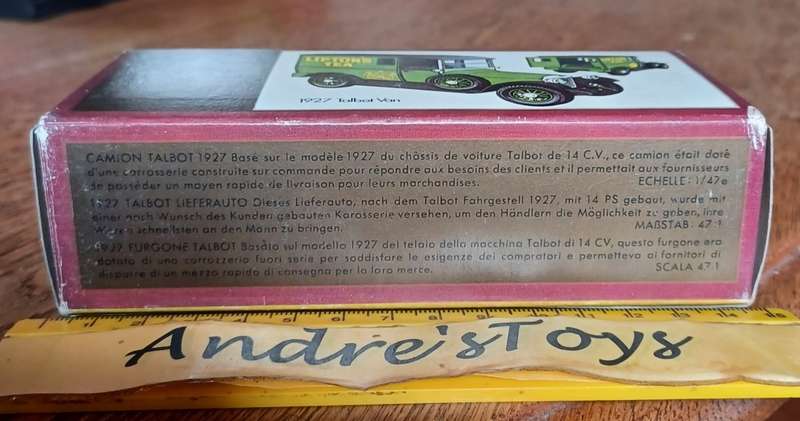 LIPTON'S
TEA
1927 Talbot Van
CAMION TALBOT 1927 Basé sur le modèle 1927 du châssis de voiture Talbot de 14 C.V., ce camion était doté
d'une carrosserie construite sur commande pour répondre aux besoins des clients et il permettait aux fournisseurs
de posséder un moyen rapide de livraison pour leurs marchandises. ECHELLE: 1/47e
1927 TALBOT LIEFERAUTO Dieses Lieferauto, nach dem Talbot Fahrgestell 1927, mit 14 PS gebaut, wurde mit
einer nach Wunsch des Kunden gebauten Karosserie versehen, um den Händlern die Möglichkeit zu geben, ihre
Waren schnellsten an den Mann zu bringen. MAßSTAB: 47:1
1927 FURGONE TALBOT Basato sul modello 1927 del telaio della macchina Talbot di 14 CV, questo furgone era
dotato di una carrozzeria fuori serie per soddisfare le esigenze dei compratori e permetteva ai fornitori di
disporre di un mezzo rapido di consegna per la loro merce. SCALA 47:1
Andre'sToys